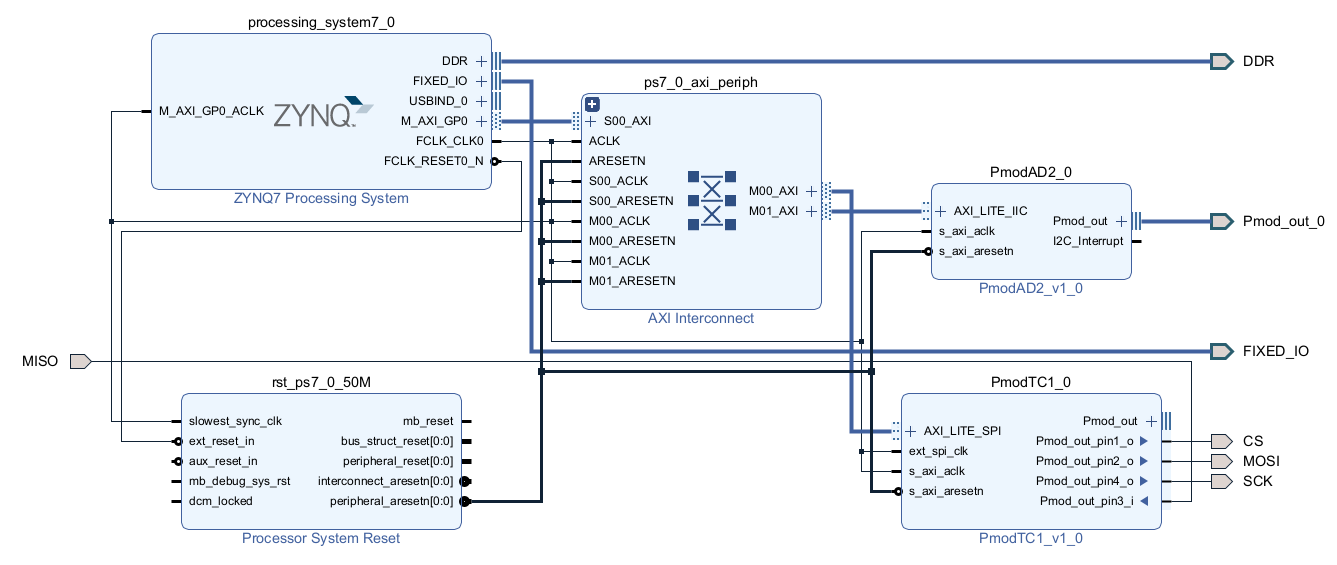 processing_system7_0
DDR
FIXED_IO
USBIND_0
M_AXI_GP0_ACLK
ZYNQ
M_AXI_GP0
FCLK_CLK0
FCLK_RESET0_N
ZYNQ7 Processing System
ps7_0_axi_periph
S00_AXI
ACLK
ARESETN
S00_ACLK
S00_ARESETN
M00_ACLK
M00_ARESETN
M01_ACLK
M01_ARESETN
M00_AXI
M01_AXI
AXI Interconnect
PmodAD2_0
AXI_LITE_IIC
s_axi_aclk
s_axi_aresetn
Pmod_out
I2C_Interrupt
PmodAD2_v1_0
DDR
Pmod_out_0
FIXED_IO
MISO
rst_ps7_0_50M
slowest_sync_clk
ext_reset_in
aux_reset_in
mb_debug_sys_rst
dcm_locked
mb_reset
bus_struct_reset[0:0]
peripheral_reset[0:0]
interconnect_aresetn[0:0]
peripheral_aresetn[0:0]
Processor System Reset
PmodTC1_0
AXI_LITE_SPI
ext_spi_clk
s_axi_aclk
s_axi_aresetn
Pmod_out
Pmod_out_pin1_o
Pmod_out_pin2_o
Pmod_out_pin4_o
Pmod_out_pin3_i
PmodTC1_v1_0
CS
MOSI
SCK